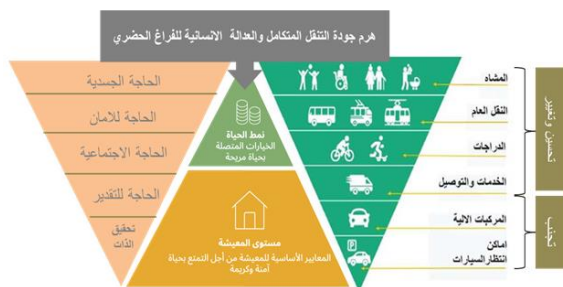 هرم جودة التنقل المتكامل والعدالة الانسانية للفراغ الحضري
المشاه
النقل العام
الدراجات
الخدمات والتوصيل
المركبات الالية
اماكن
انتظار السيارات
تحسين وتغيير
تجنب
نمط الحياة
الخيارات المتصلة
بحياة مريحة
مستوى المعيشة
المعايير الأساسية للمعيشة من أجل التمتع بحياة
آمنة وكريمة
الحاجة الجسدية
الحاجة للامان
الحاجة الاجتماعية
الحاجة للتقدير
تحقيق
الذات
P